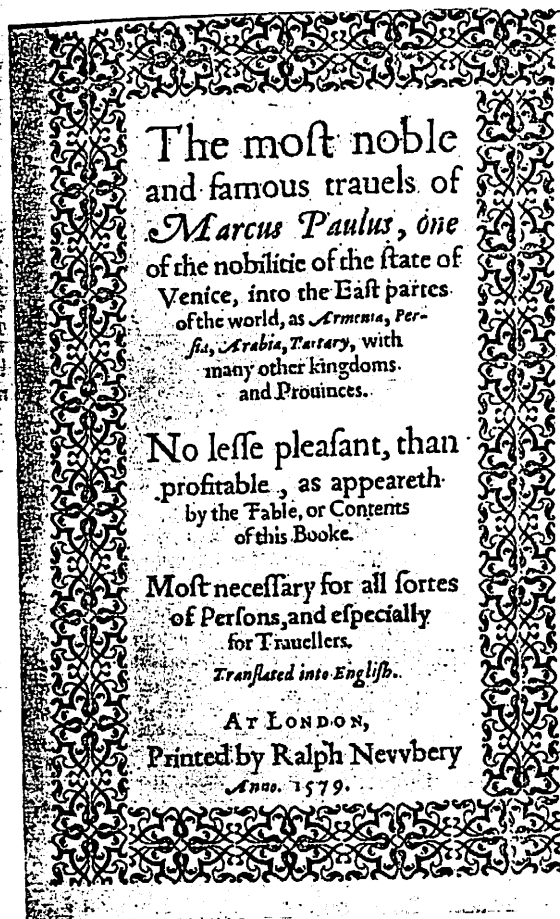 The moſt noble
and famous trauels of
Marcus Paulus, one
of the nobilitie of the ſtate of
Venice, into the Eaſt partes
of the world, as Armenia, Per-
ſia, Arabia, Tartary, with
many other kingdoms
and Prouinces.
No leſſe pleaſant, than
profitable, as appeareth
by the Table, or Contents
of this Booke.
Moſt neceſſary for all ſortes
of Perſons, and eſpecially
for Trauellers.
Tranſlated into Engliſh.
AT LONDON,
Printed by Ralph Nevvbery
Anno. 1579.